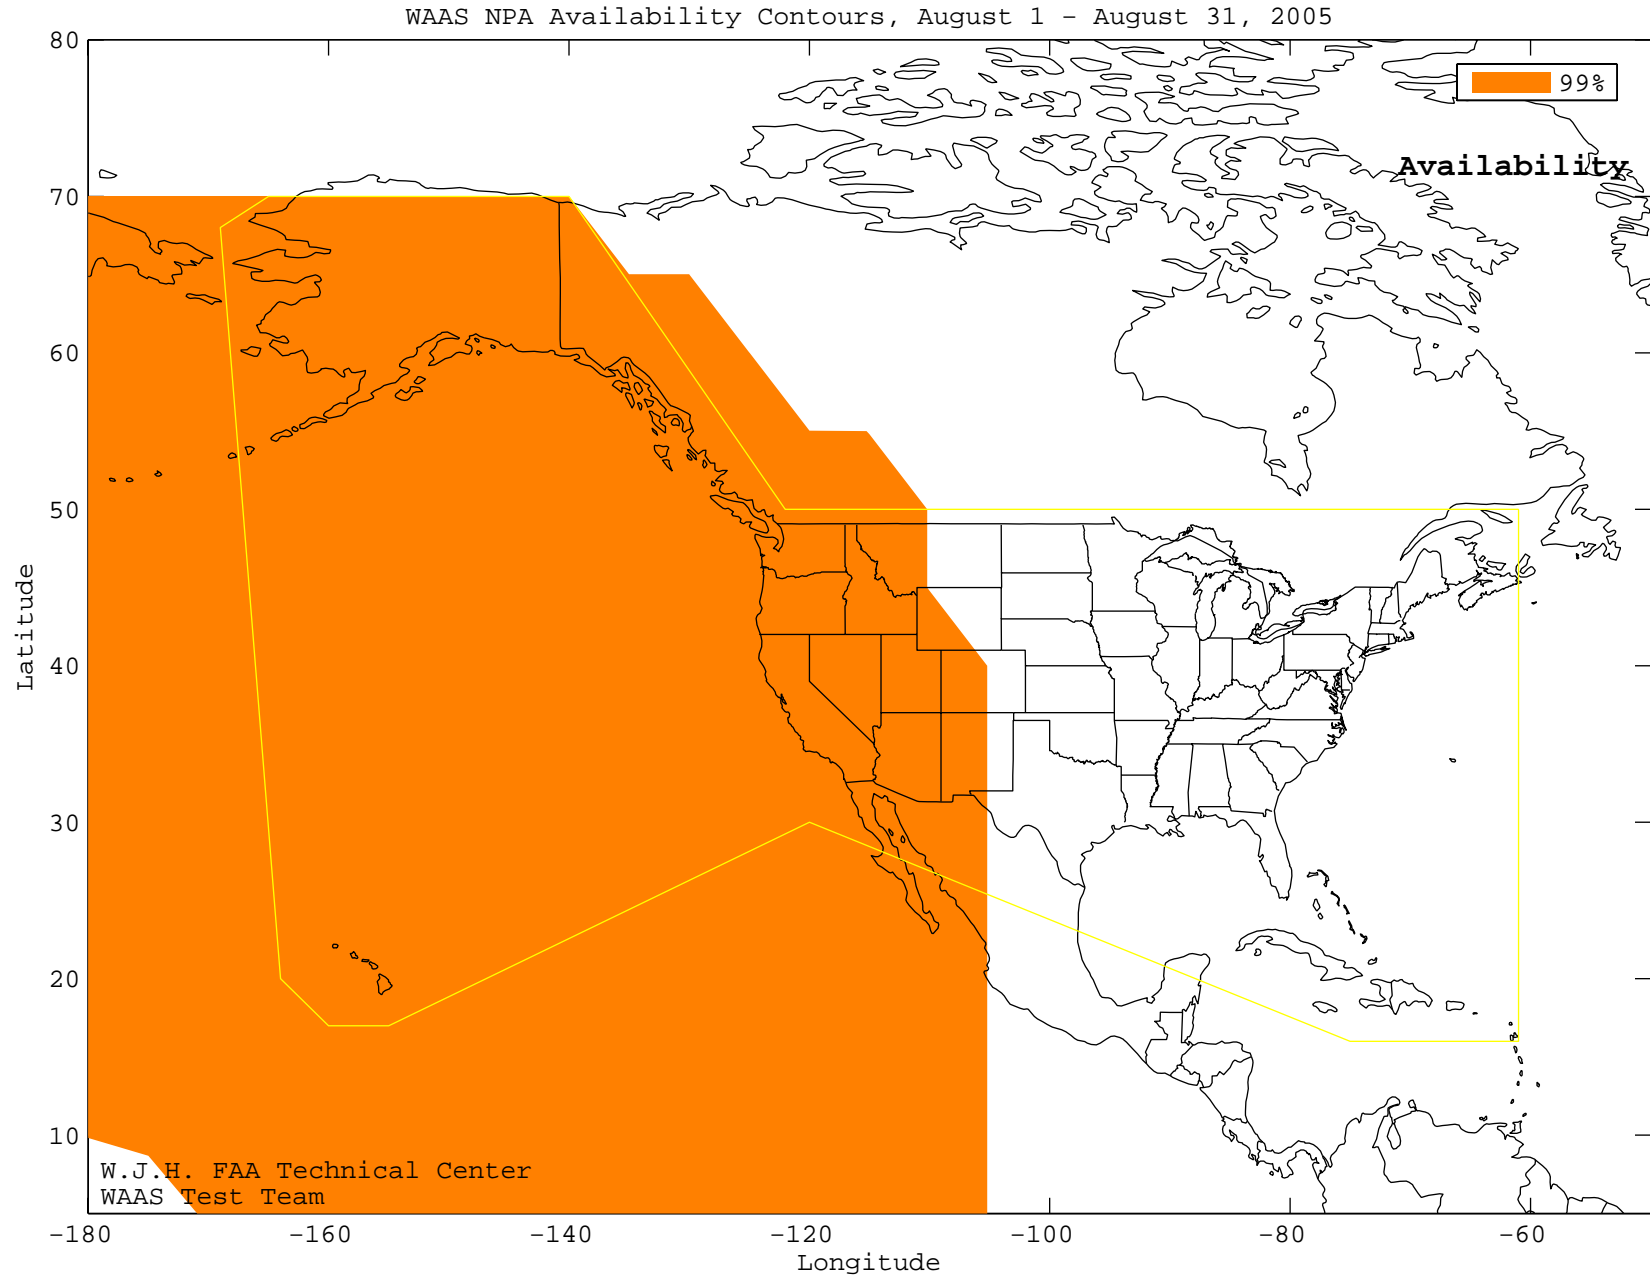 WAAS NPA Availability Contours, August 1 - August 31, 2005
80
99%
Availability
70
60
50
Latitude
40
30
20
10
W.J.H. FAA Technical Center
WAAS Test Team
-180 -160 -140 -120 -100 -80 -60
Longitude